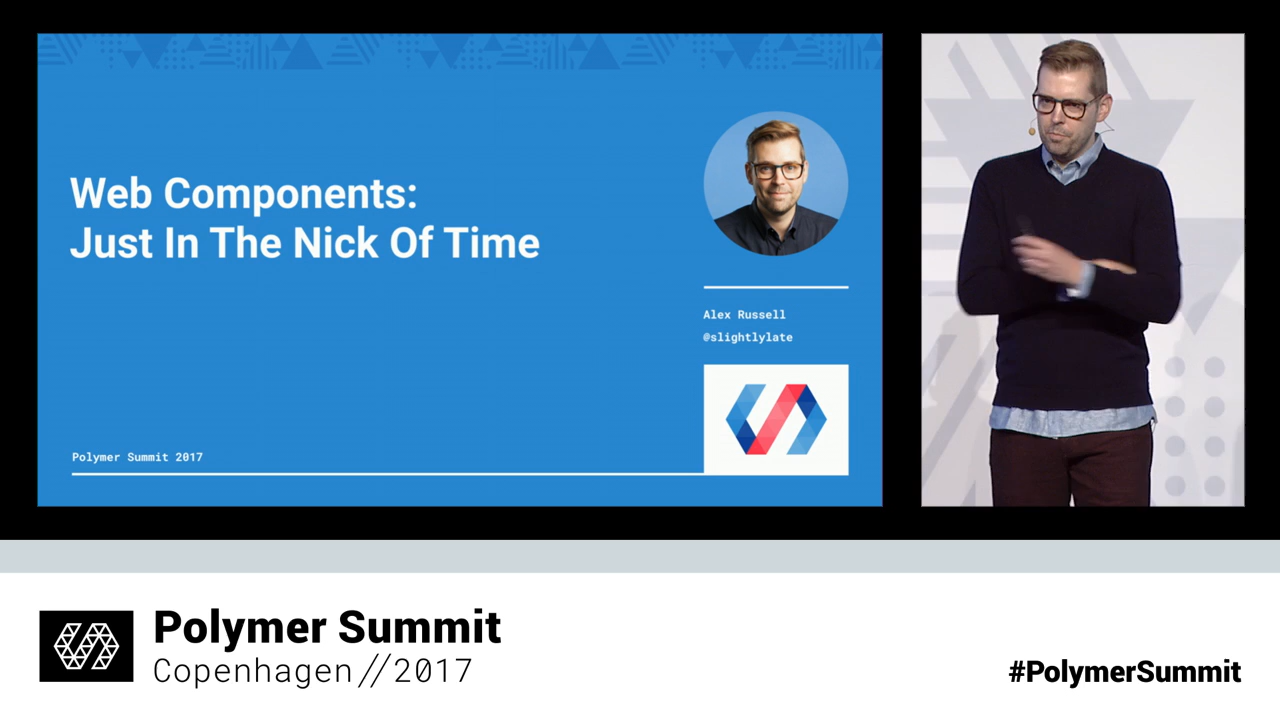 Web Components:
Just In The Nick Of Time
Alex Russell
@slightlylate
Polymer Summit 2017
Polymer Summit
Copenhagen//2017
#PolymerSummit